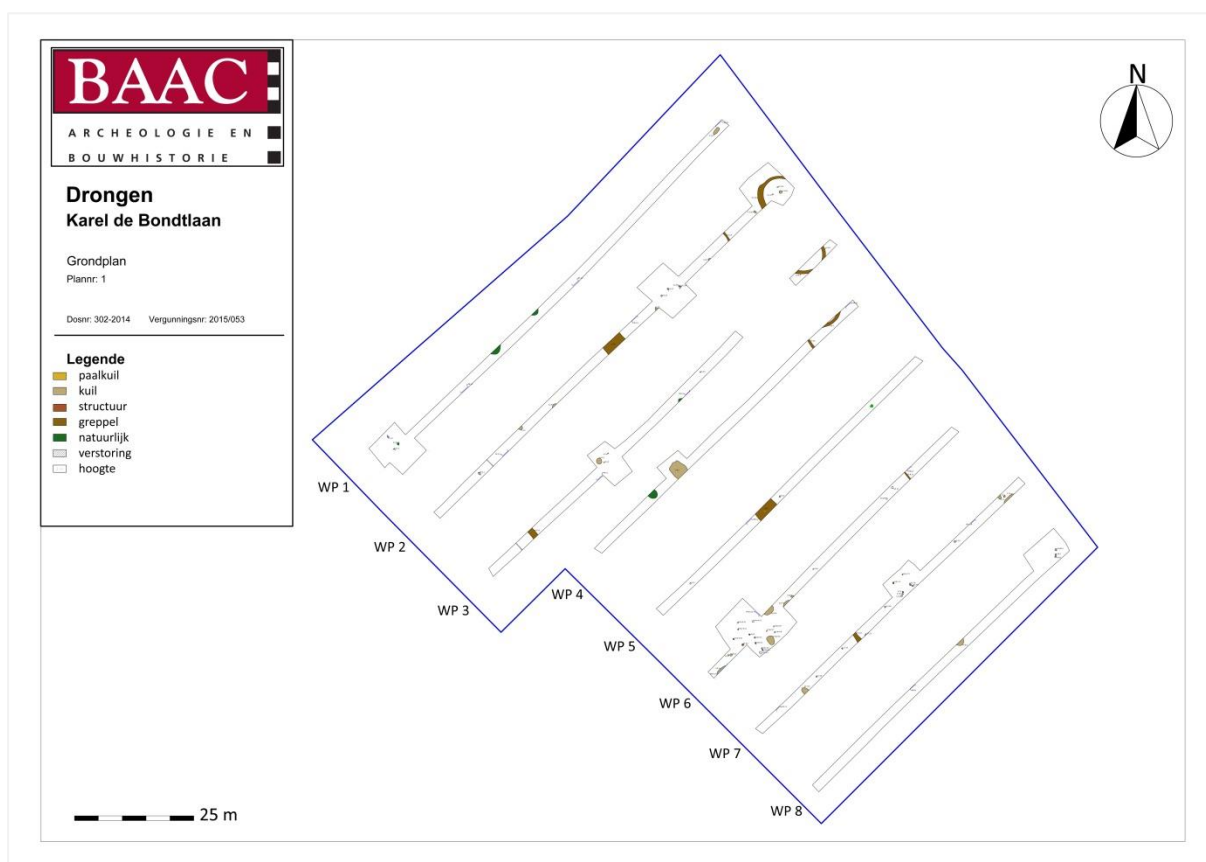 BAAC
ARCHEOLOGIE EN
BOUWHISTORIE
Drongen
Karel de Bondtlaan
Grondplan
Plannr: 1
Dosnr: 302-2014 Vergunningsnr: 2015/053
Legende
paalkuil
kuil
structuur
greppel
natuurlijk
verstoring
hoogte
N
WP 1
WP 2
WP 3
WP 4
WP 5
WP 6
WP 7
WP 8
25 m